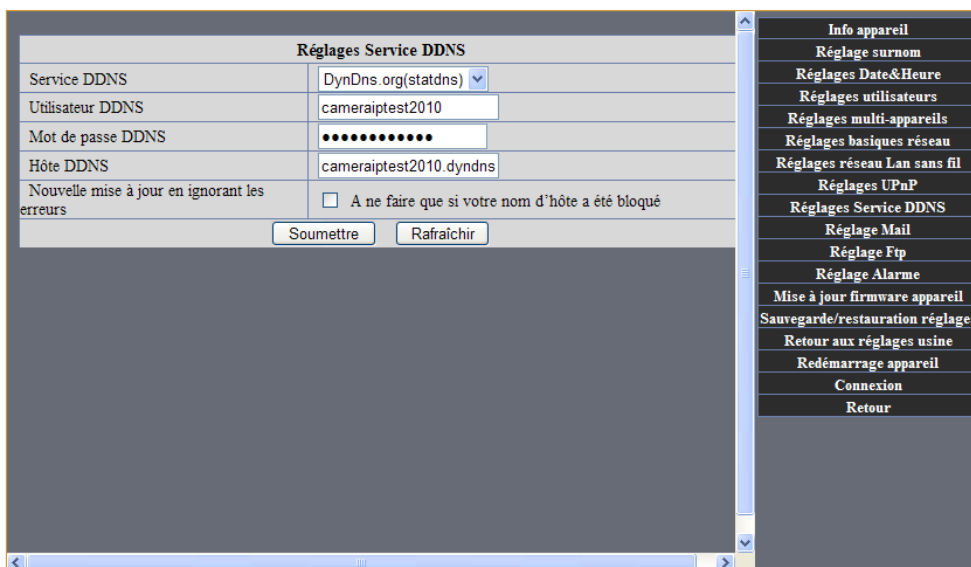 Réglages Service DDNS
Service DDNS DynDns.org(statdns)
Utilisateur DDNS cameraiptest2010
Mot de passe DDNS ••••••••••••
Hôte DDNS cameraiptest2010.dyndns
Nouvelle mise à jour en ignorant les
erreurs
A ne faire que si votre nom d'hôte a été bloqué
Soumettre Rafraîchir
Info appareil
Réglage surnom
Réglages Date&Heure
Réglages utilisateurs
Réglages multi-appareils
Réglages basiques réseau
Réglages réseau Lan sans fil
Réglages UPnP
Réglages Service DDNS
Réglage Mail
Réglage Ftp
Réglage Alarme
Mise à jour firmware appareil
Sauvegarde/restauration réglage
Retour aux réglages usine
Redémarrage appareil
Connexion
Retour